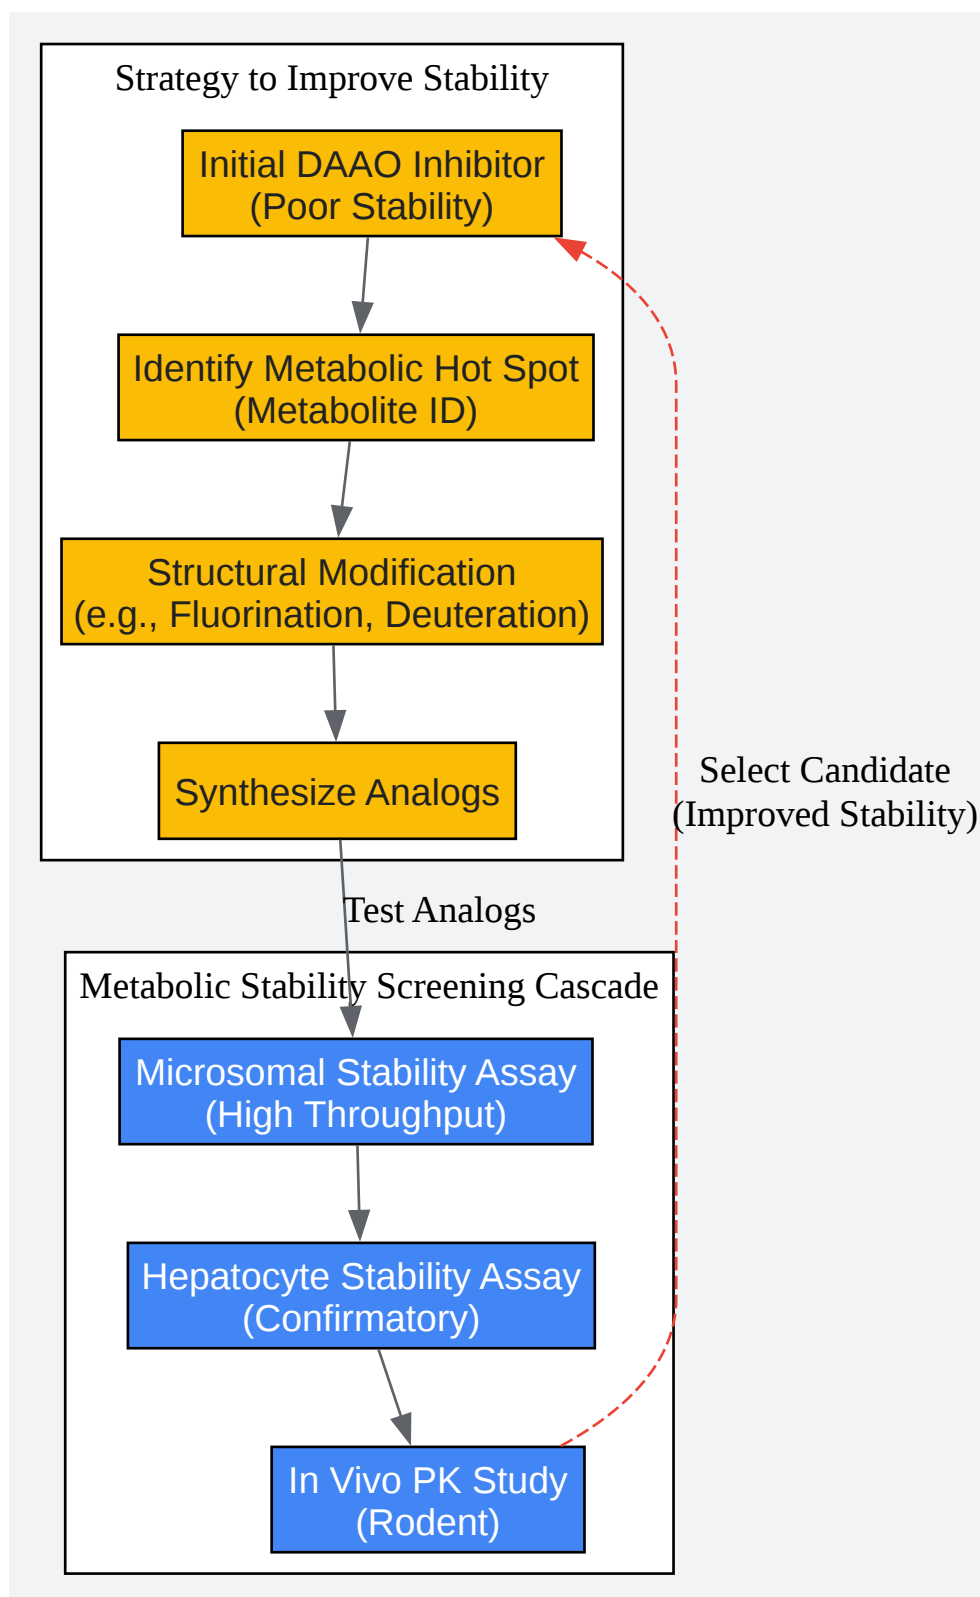 Strategy to Improve Stability
Initial DAAO Inhibitor
(Poor Stability)
Identify Metabolic Hot Spot
(Metabolite ID)
Structural Modification
(e.g., Fluorination, Deuteration)
Synthesize Analogs
Select Candidate
(Improved Stability)
Test Analogs
Metabolic Stability Screening Cascade
Microsomal Stability Assay
(High Throughput)
Hepatocyte Stability Assay
(Confirmatory)
In Vivo PK Study
(Rodent)